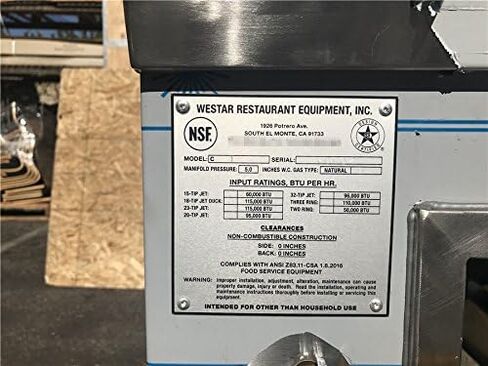 WESTAR RESTAURANT EQUIPMENT, INC.
1926 Potrero Ave.
SOUTH EL MONTE, CA 91733
NSF
DESIGN
CERTIFIED
MODEL: C SERIAL:
MANIFOLD PRESSURE: 5.0 INCHES W.C. GAS TYPE: NATURAL
INPUT RATINGS, BTU PER HR.
15-TIP JET: 60,000 BTU 32-TIP JET: 96,000 BTU
18-TIP JET DUCK: 115,000 BTU THREE RING: 110,000 BTU
23-TIP JET: 115,000 BTU TWO RING: 50,000 BTU
20-TIP JET: 95,000 BTU
CLEARANCES
NON-COMBUSTIBLE CONSTRUCTION
SIDE: 0 INCHES
BACK: 0 INCHES
COMPLIES WITH ANSI Z83.11-CSA 1.8.2016
FOOD SERVICE EQUIPMENT
WARNING: Improper installation, adjustment, alteration, maintenance can cause
property damage, injury or death. Read the installation, operating and
maintenance instructions thoroughly before installing or servicing this
equipment.
INTENDED FOR OTHER THAN HOUSEHOLD USE